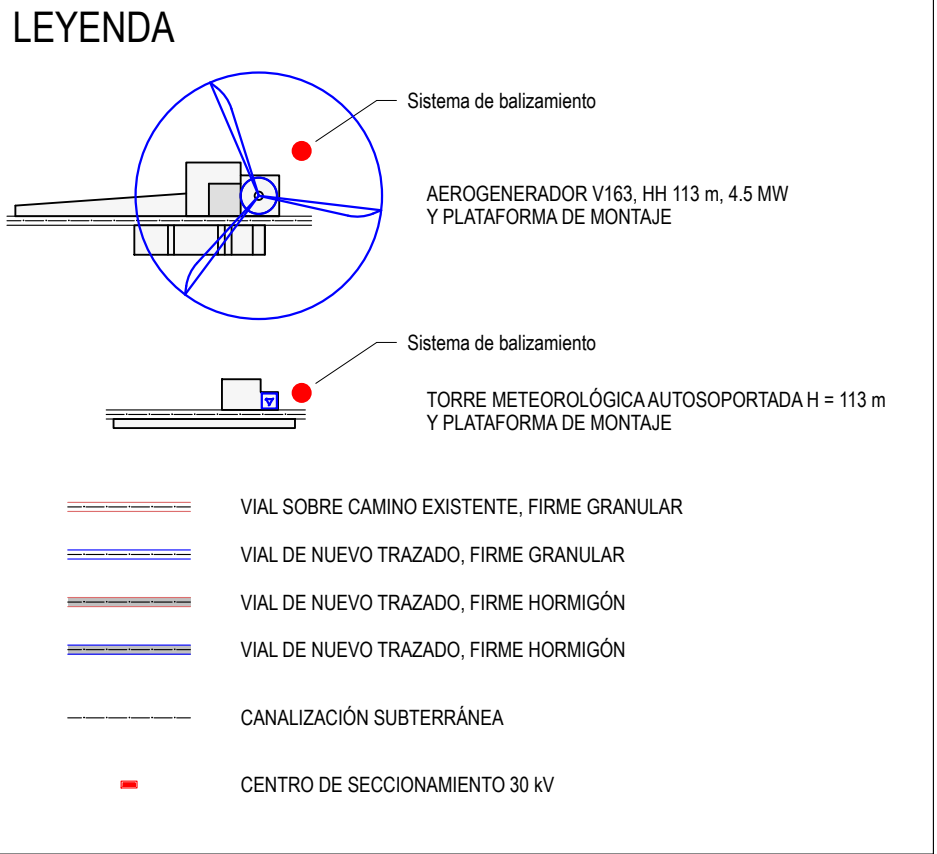 LEYENDA
Sistema de balizamiento
AEROGENERADOR V163, HH 113 m, 4.5 MW
Y PLATAFORMA DE MONTAJE
Sistema de balizamiento
TORRE METEOROLÓGICA AUTOSOPORTADA H = 113 m
Y PLATAFORMA DE MONTAJE
VIAL SOBRE CAMINO EXISTENTE, FIRME GRANULAR
VIAL DE NUEVO TRAZADO, FIRME GRANULAR
VIAL DE NUEVO TRAZADO, FIRME HORMIGÓN
VIAL DE NUEVO TRAZADO, FIRME HORMIGÓN
CANALIZACIÓN SUBTERRÁNEA
CENTRO DE SECCIONAMIENTO 30 kV